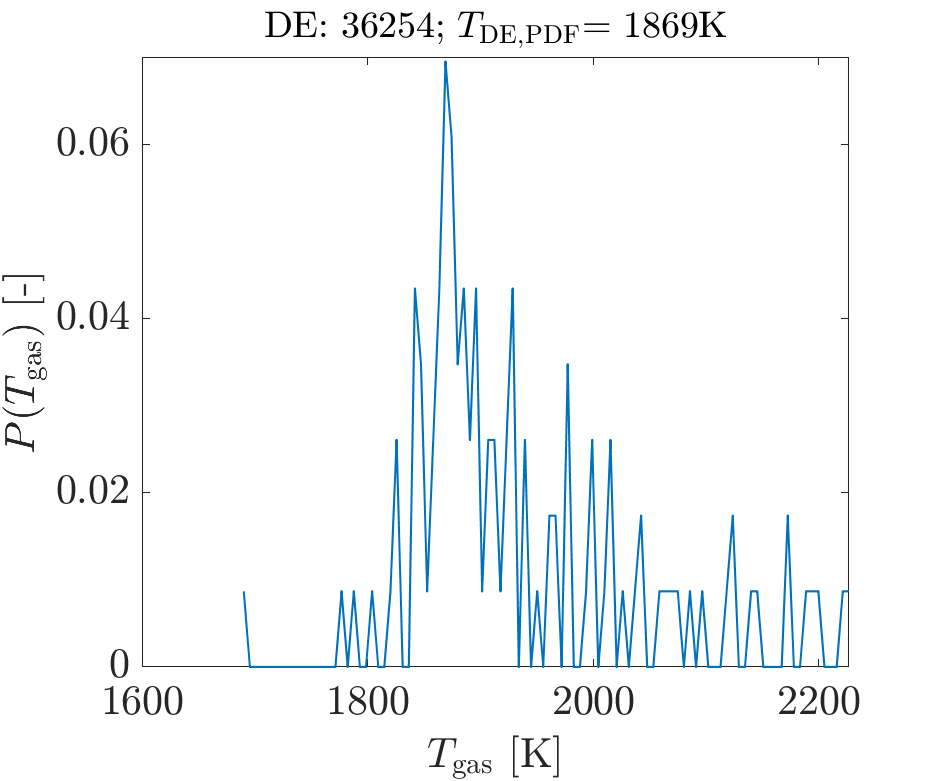 DE: 36254; T_DE,PDF= 1869K
P(T_gas) [-]
0.06
0.04
0.02
0
1600 1800 2000 2200
T_gas [K]